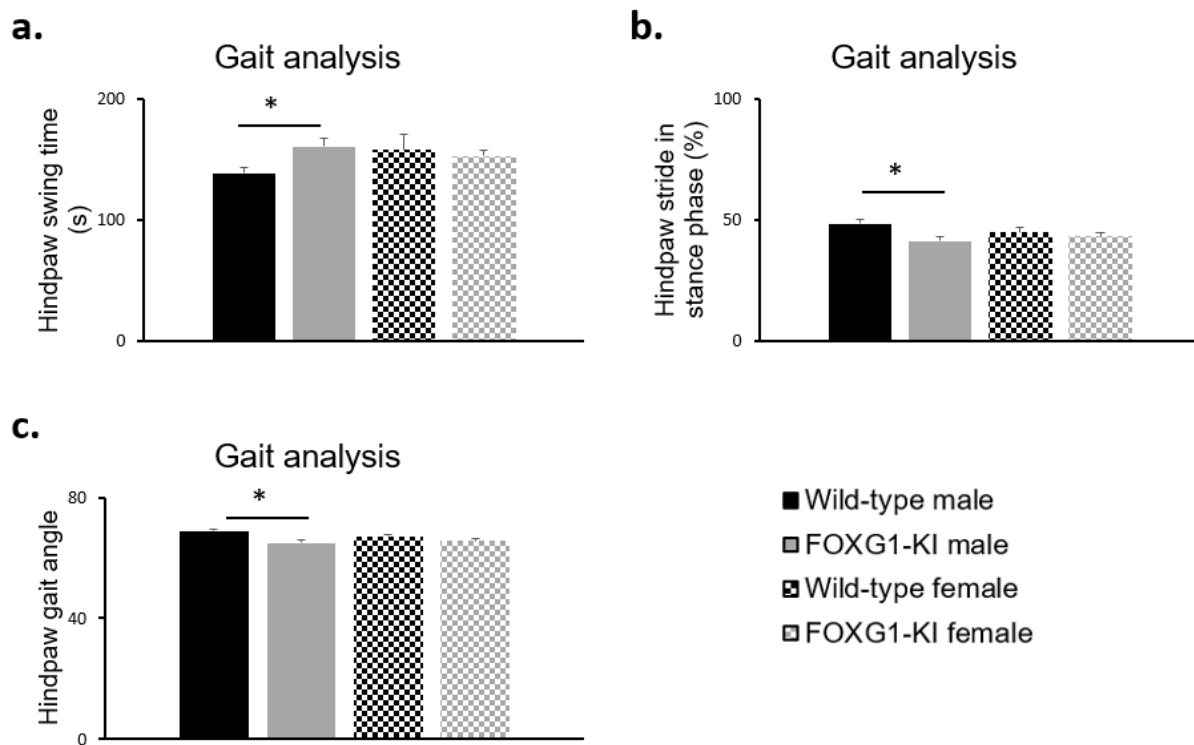 a.
Gait analysis
Hindpaw swing time
(s)
200
*
100
0
b.
Gait analysis
Hindpaw stride in
stance phase (%)
100
*
50
0
c.
Gait analysis
Hindpaw gait angle
80
*
40
0
Wild-type male
FOXG1-KI male
Wild-type female
FOXG1-KI female